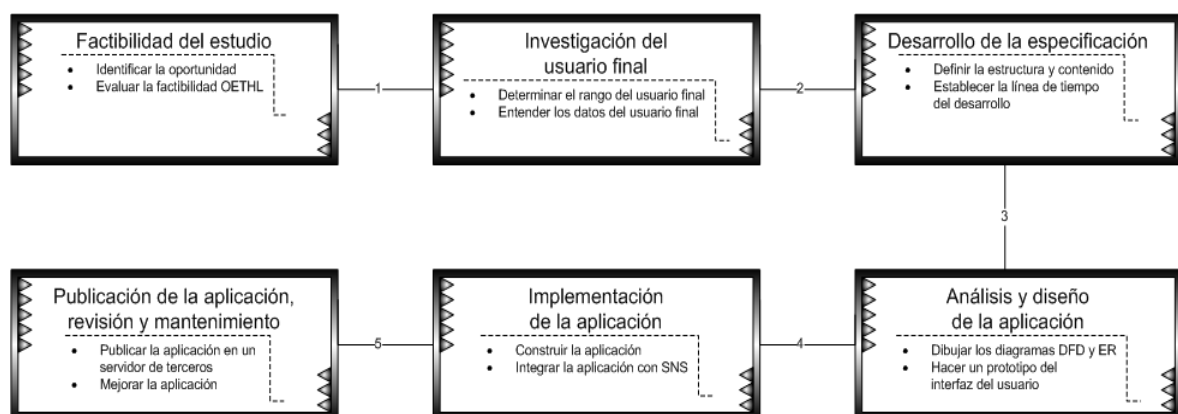 Factibilidad del estudio
• Identificar la oportunidad
• Evaluar la factibilidad OETHL
1
Investigación del
usuario final
• Determinar el rango del usuario final
• Entender los datos del usuario final
2
Desarrollo de la especificación
• Definir la estructura y contenido
• Establecer la línea de tiempo
del desarrollo
3
Análisis y diseño
de la aplicación
• Dibujar los diagramas DFD y ER
• Hacer un prototipo del
interfaz del usuario
4
Implementación
de la aplicación
• Construir la aplicación
• Integrar la aplicación con SNS
5
Publicación de la aplicación,
revisión y mantenimiento
• Publicar la aplicación en un
servidor de terceros
• Mejorar la aplicación